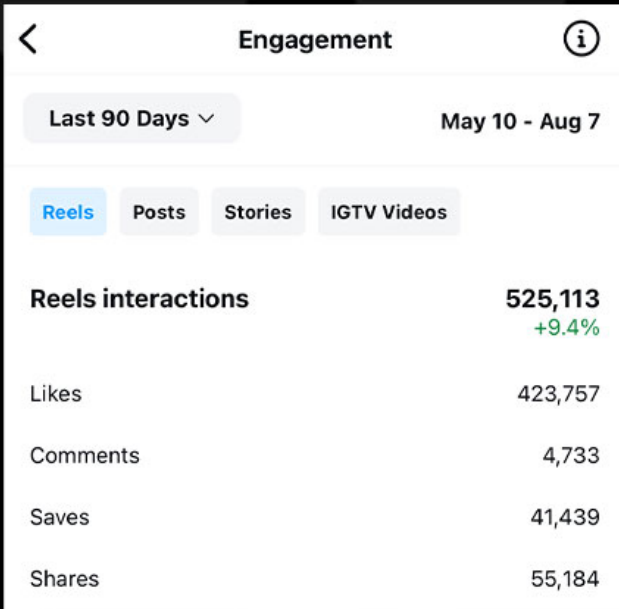 Engagement
Last 90 Days
May 10 - Aug 7
Reels Posts Stories IGTV Videos
Reels interactions 525,113
+9.4%
Likes 423,757
Comments 4,733
Saves 41,439
Shares 55,184